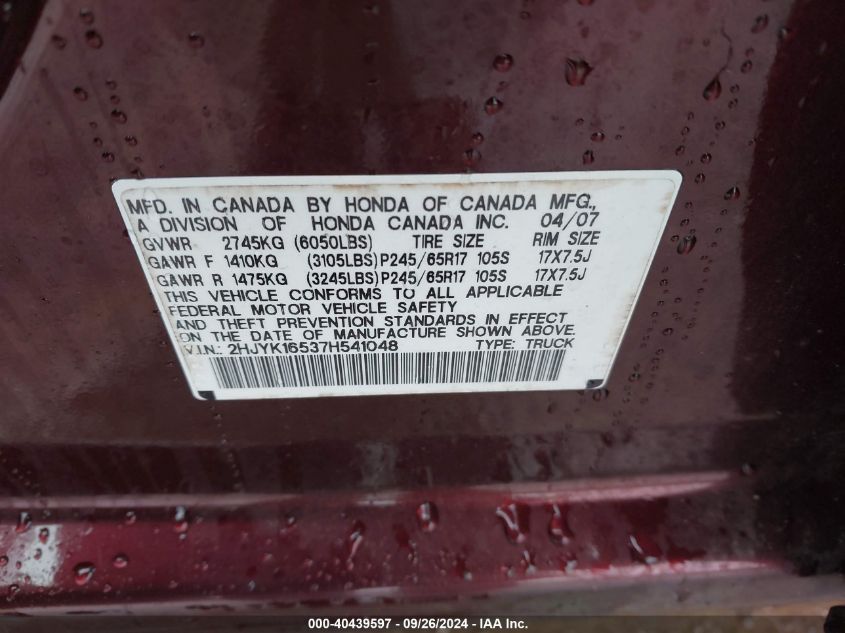 MFD. IN CANADA BY HONDA OF CANADA MFG.,
A DIVISION OF HONDA CANADA INC. 04/07
GVWR 2745KG (6050LBS) TIRE SIZE RIM SIZE
GAWR F 1410KG (3105LBS)P245/65R17 105S 17X7.5J
GAWR R 1475KG (3245LBS)P245/65R17 105S 17X7.5J
THIS VEHICLE CONFORMS TO ALL APPLICABLE
FEDERAL MOTOR VEHICLE SAFETY
AND THEFT PREVENTION STANDARDS IN EFFECT
ON THE DATE OF MANUFACTURE SHOWN ABOVE.
V.I.N.: 2HJYK16537H541048 TYPE: TRUCK
000-40439597 - 09/26/2024 - IAA Inc.